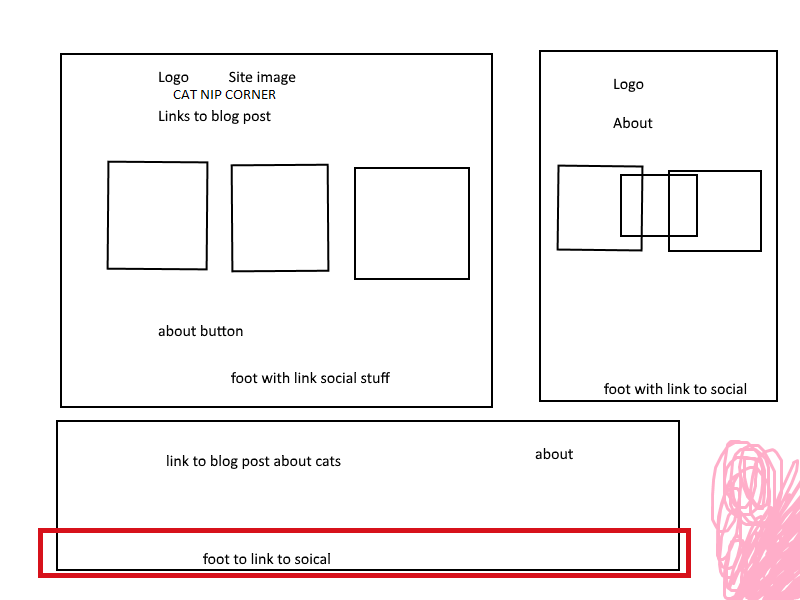 Logo Site image
CAT NIP CORNER
Links to blog post
about button
foot with link social stuff
Logo
About
foot with link to social
link to blog post about cats
about
foot to link to soical